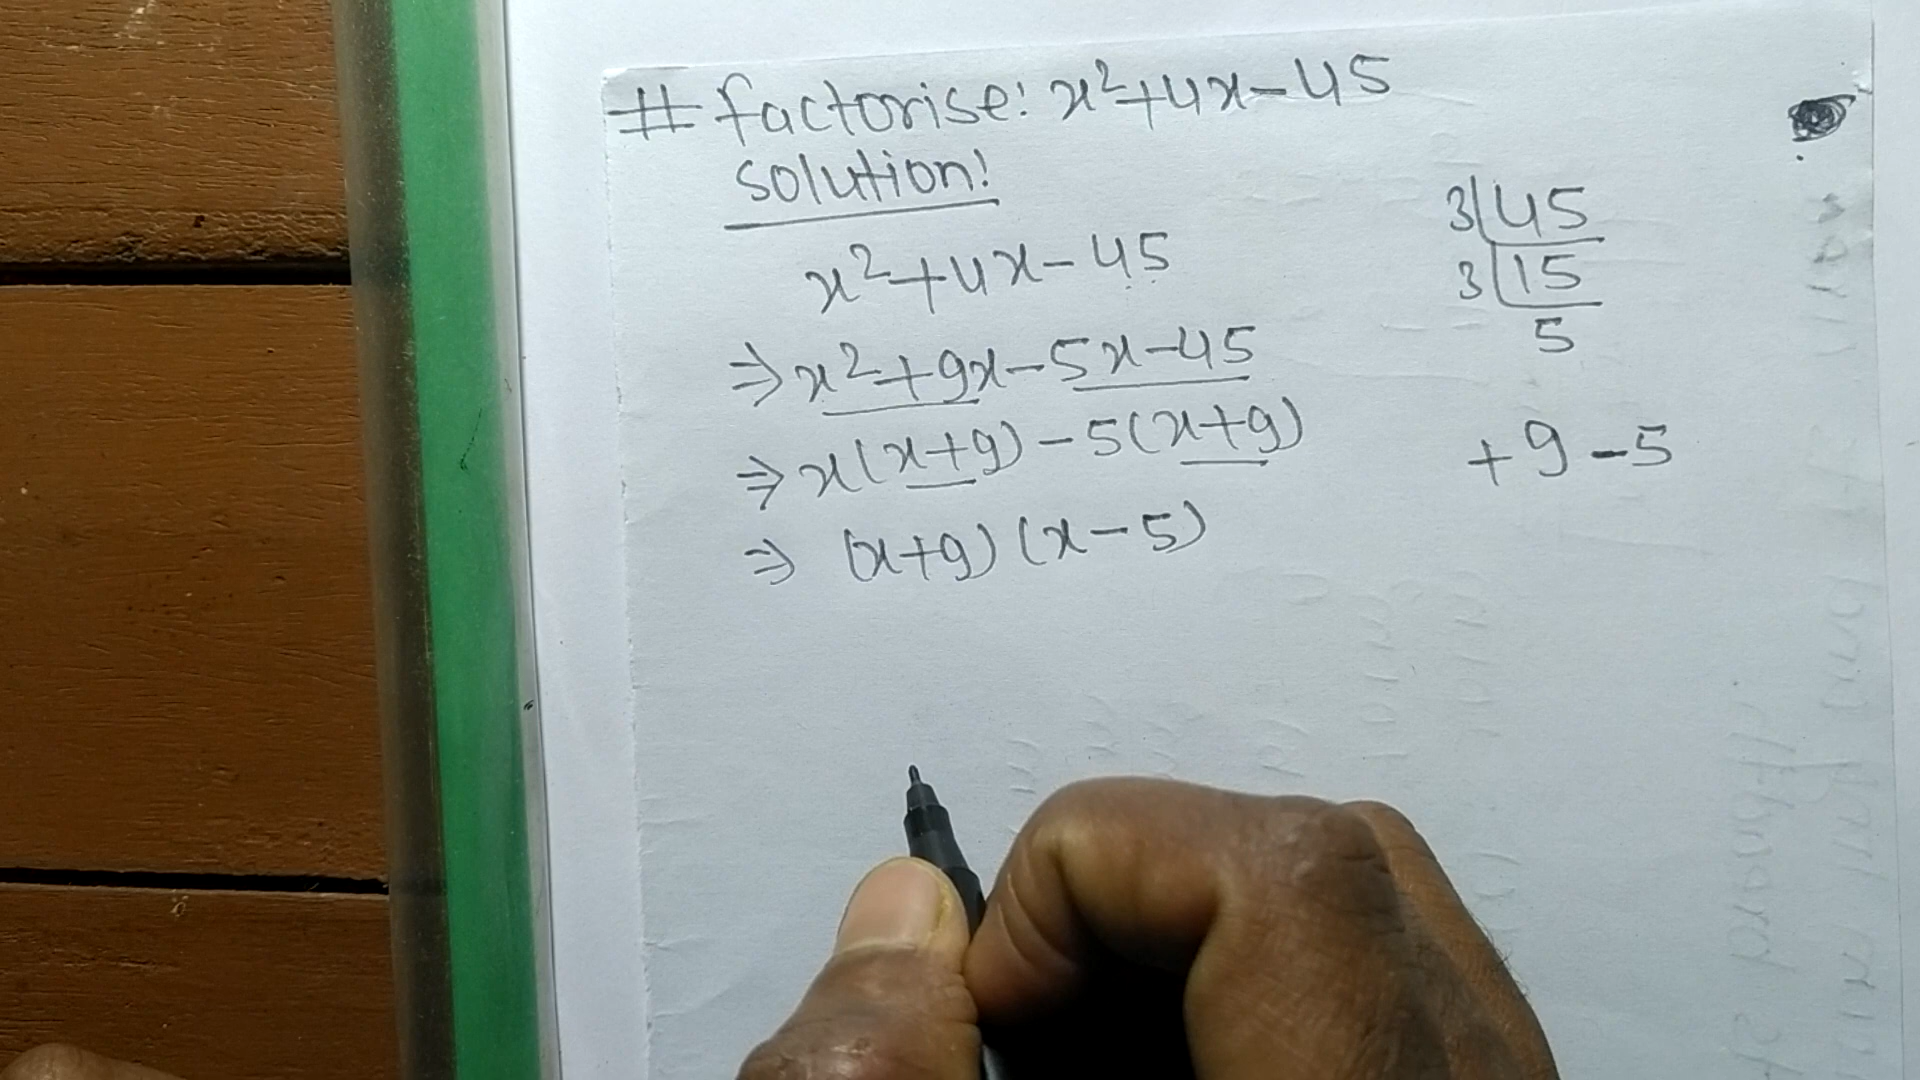 # factorise: x²+4x-45
solution:
x²+4x-45
⇒ x²+9x-5x-45
⇒ x(x+9)-5(x+9)
⇒ (x+9)(x-5)
3|45
3|15
5
+9-5